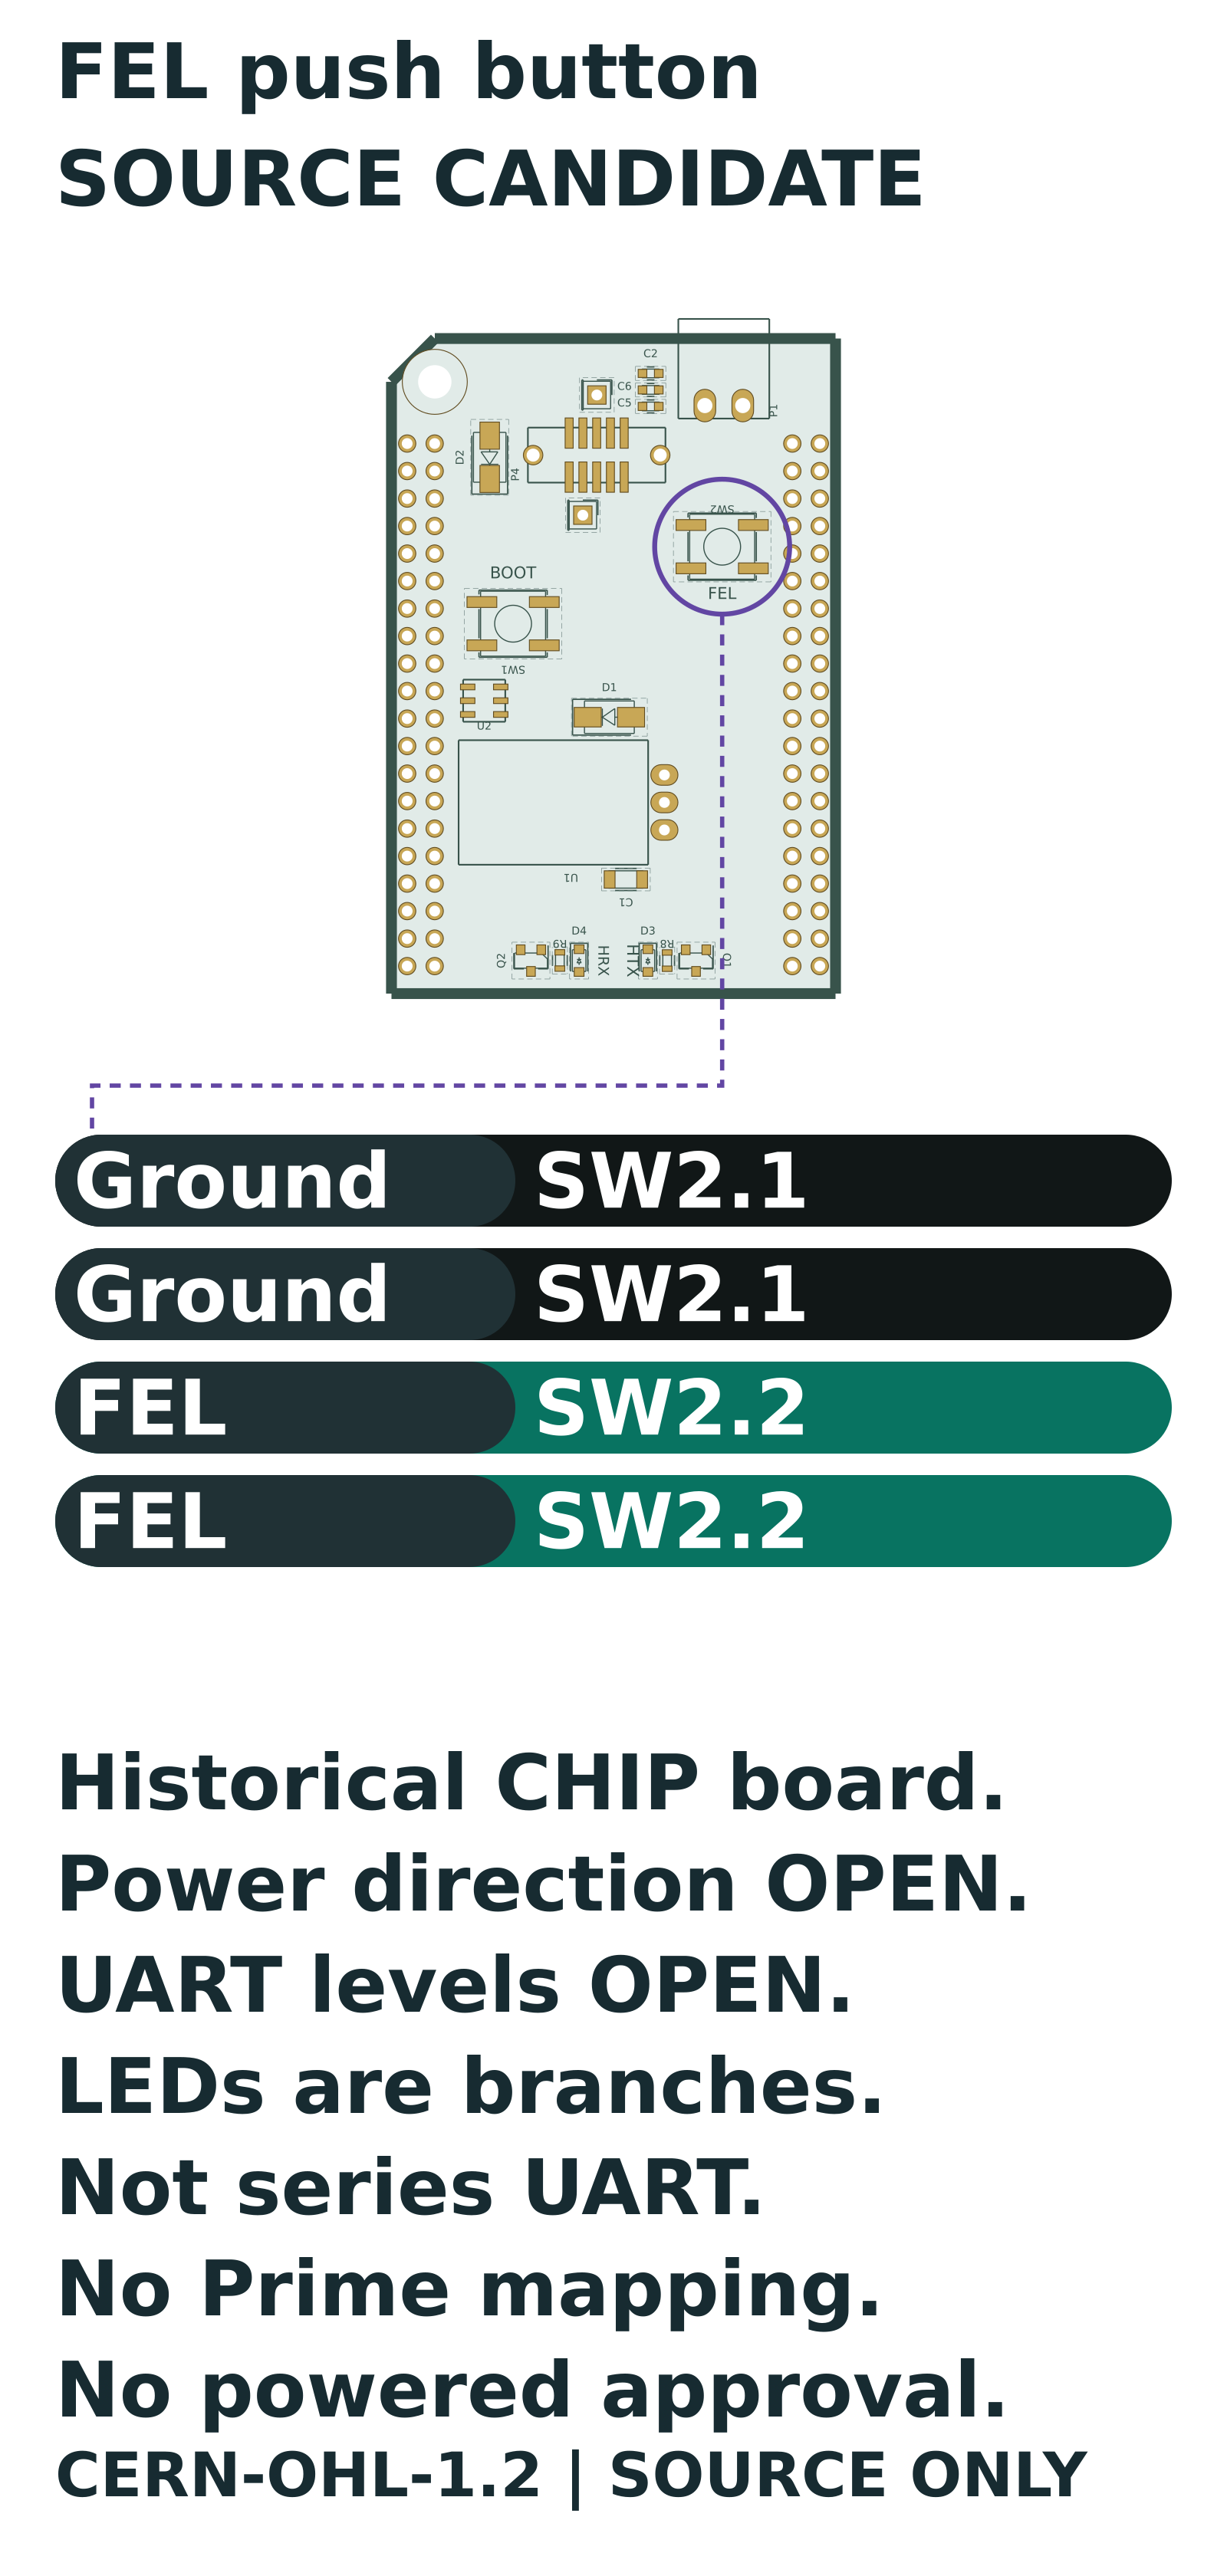 FEL push button
SOURCE CANDIDATE
C2
C6
C5
P1
D2
P4
SW2
FEL
BOOT
SW1
U2
D1
U1
C1
D4
D3
Q2
R9
HRX
HTX
R8
Q1
Ground SW2.1
Ground SW2.1
FEL SW2.2
FEL SW2.2
Historical CHIP board.
Power direction OPEN.
UART levels OPEN.
LEDs are branches.
Not series UART.
No Prime mapping.
No powered approval.
CERN-OHL-1.2 | SOURCE ONLY